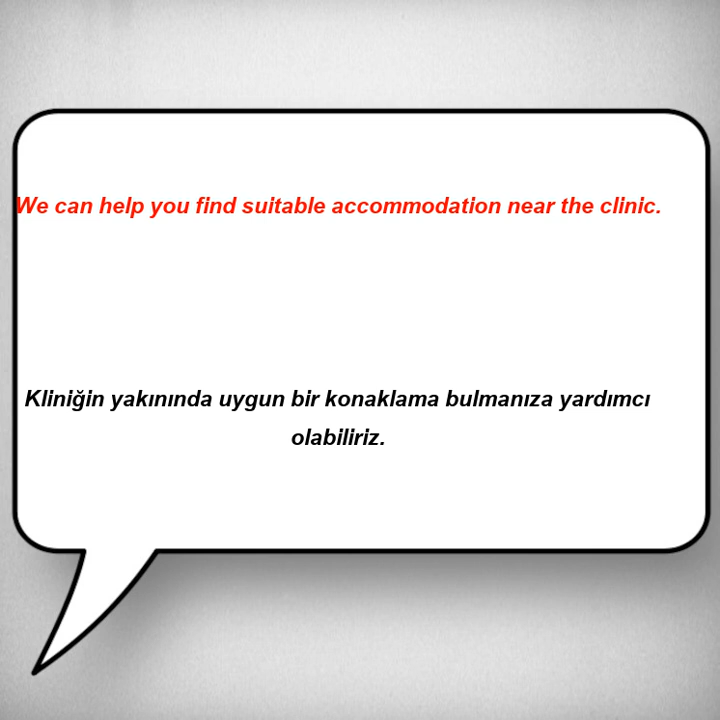 We can help you find suitable accommodation near the clinic.
Kliniğin yakınında uygun bir konaklama bulmanıza yardımcı
olabiliriz.